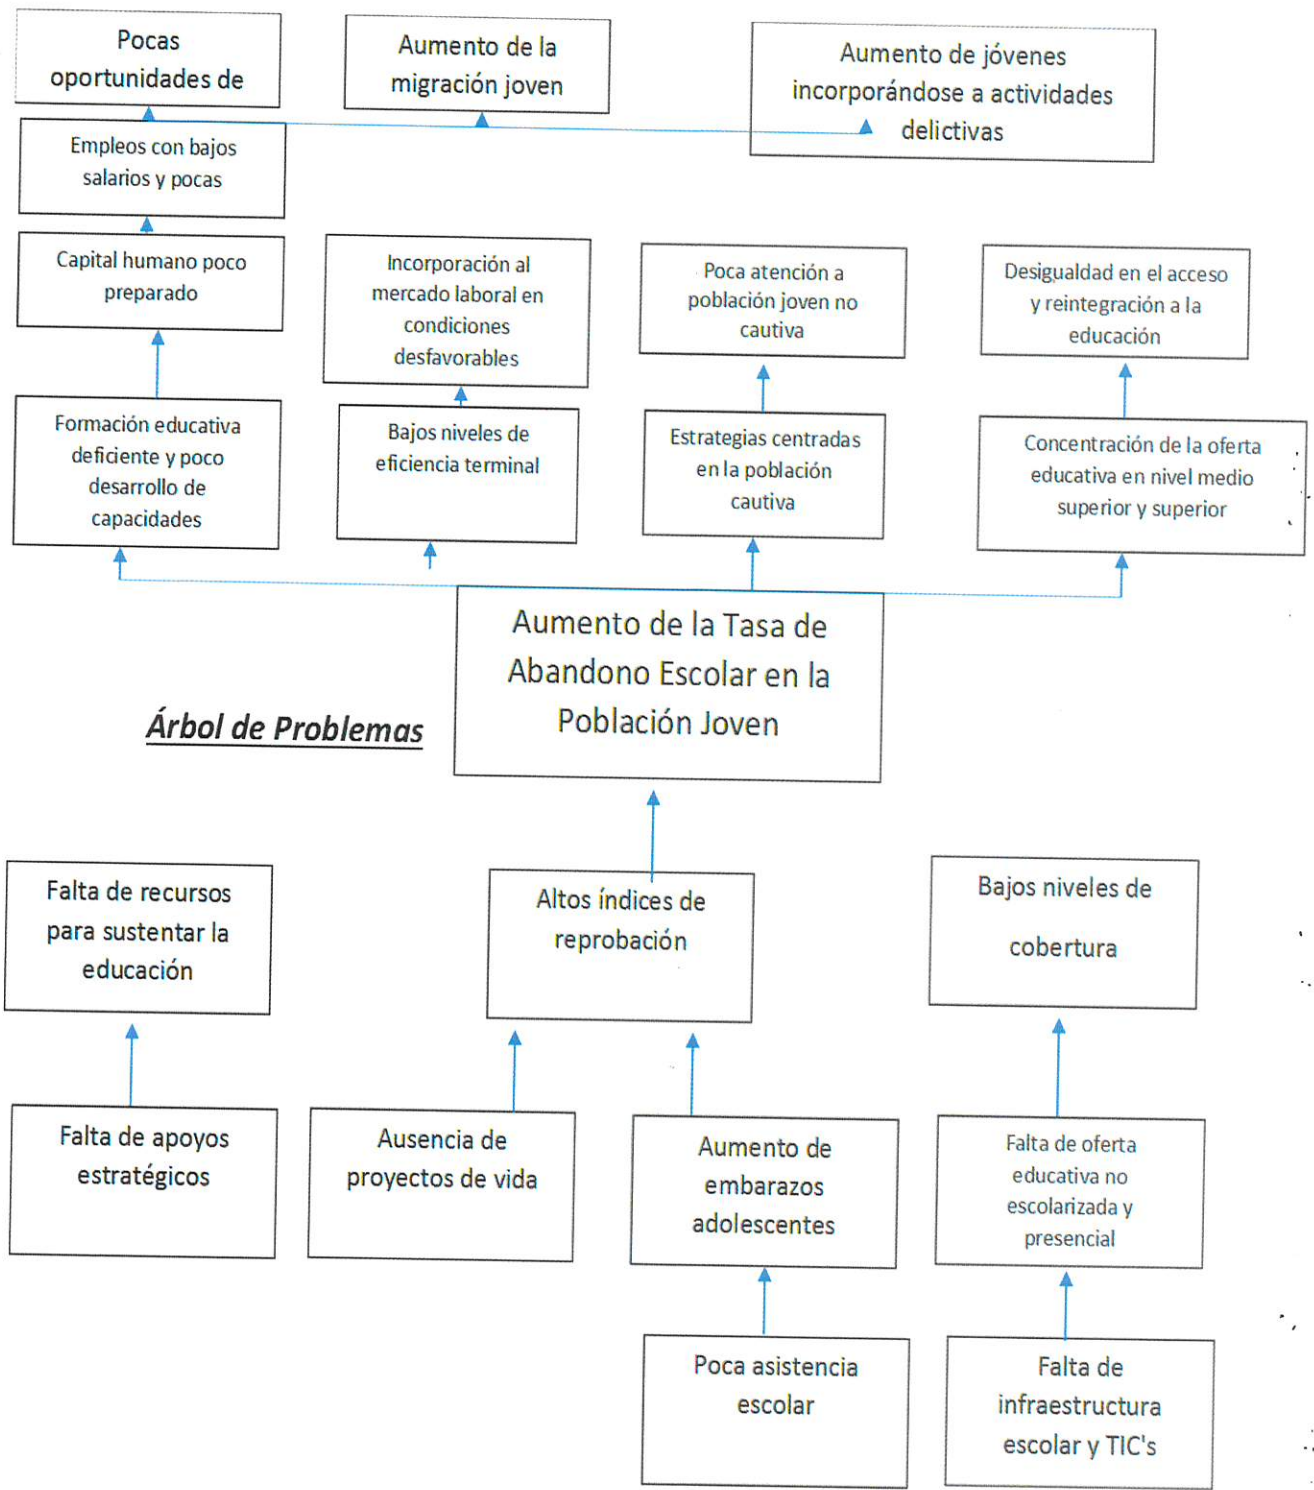 Pocas
oportunidades de
Aumento de la
migración joven
Aumento de jóvenes
incorporándose a actividades
delictivas
Empleos con bajos
salarios y pocas
Capital humano poco
preparado
Incorporación al
mercado laboral en
condiciones
desfavorables
Poca atención a
población joven no
cautiva
Desigualdad en el acceso
y reintegración a la
educación
Formación educativa
deficiente y poco
desarrollo de
capacidades
Bajos niveles de
eficiencia terminal
Estrategias centradas
en la población
cautiva
Concentración de la oferta
educativa en nivel medio
superior y superior
Aumento de la Tasa de
Abandono Escolar en la
Población Joven
Árbol de Problemas
Falta de recursos
para sustentar la
educación
Altos índices de
reprobación
Bajos niveles de
cobertura
Falta de apoyos
estratégicos
Ausencia de
proyectos de vida
Aumento de
embarazos
adolescentes
Falta de oferta
educativa no
escolarizada y
presencial
Poca asistencia
escolar
Falta de
infraestructura
escolar y TIC's